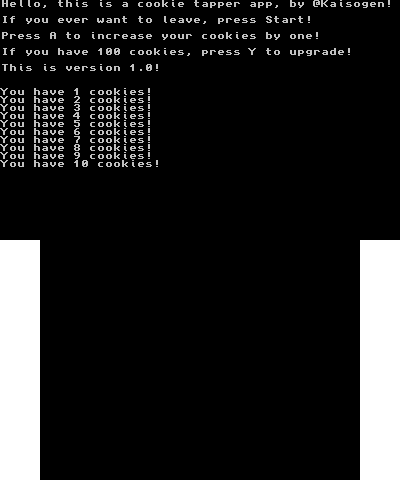 Hello, this is a cookie tapper app, by @Kaisogen!
If you ever want to leave, press Start!
Press A to increase your cookies by one!
If you have 100 cookies, press Y to upgrade!
This is version 1.0!
You have 1 cookies!
You have 2 cookies!
You have 3 cookies!
You have 4 cookies!
You have 5 cookies!
You have 6 cookies!
You have 7 cookies!
You have 8 cookies!
You have 9 cookies!
You have 10 cookies!